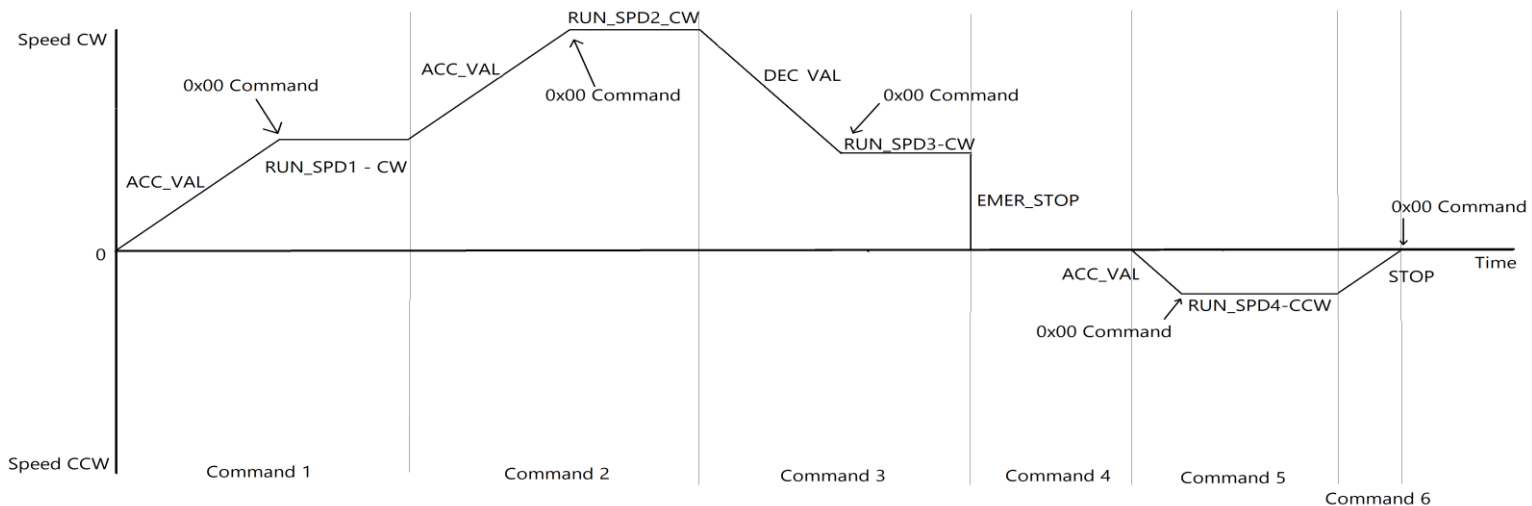 RUN_SPD2_CW
Speed CW
ACC_VAL
DEC VAL
0x00 Command
0x00 Command
0x00 Command
RUN_SPD3-CW
RUN_SPD1 - CW
ACC_VAL
EMER_STOP
0x00 Command
0
Time
ACC_VAL
STOP
RUN_SPD4-CCW
0x00 Command
Speed CCW
Command 1
Command 2
Command 3
Command 4
Command 5
Command 6